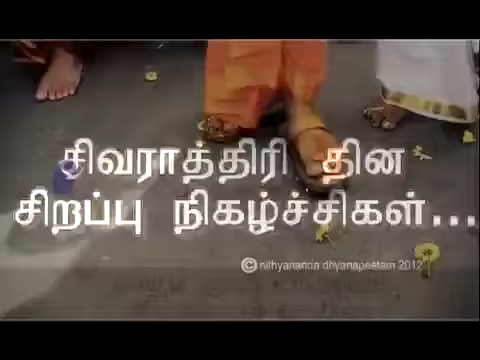 சிவராத்திரி தின
சிறப்பு நிகழ்ச்சிகள்...
© nithyananda dhyanapeetam 2012